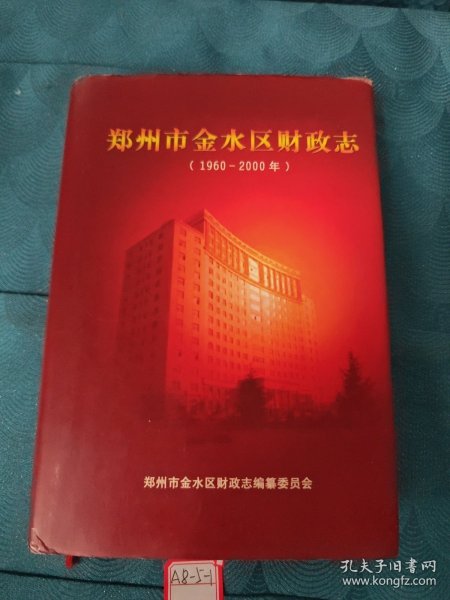 郑州市金水区财政志
（1960-2000年）
郑州市金水区财政志编纂委员会
A8-5-1
孔夫子旧书网
www.kongfz.com